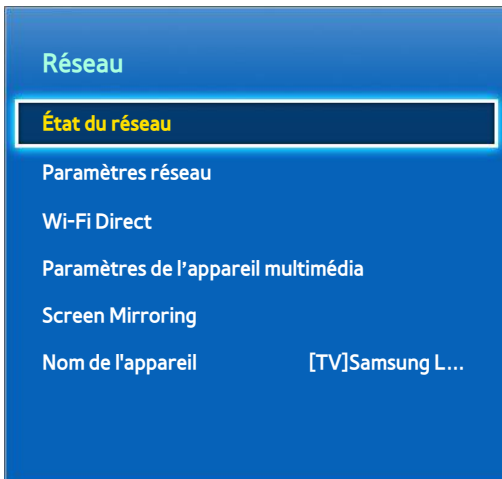 Réseau
État du réseau
Paramètres réseau
Wi-Fi Direct
Paramètres de l’appareil multimédia
Screen Mirroring
Nom de l'appareil [TV]Samsung L...